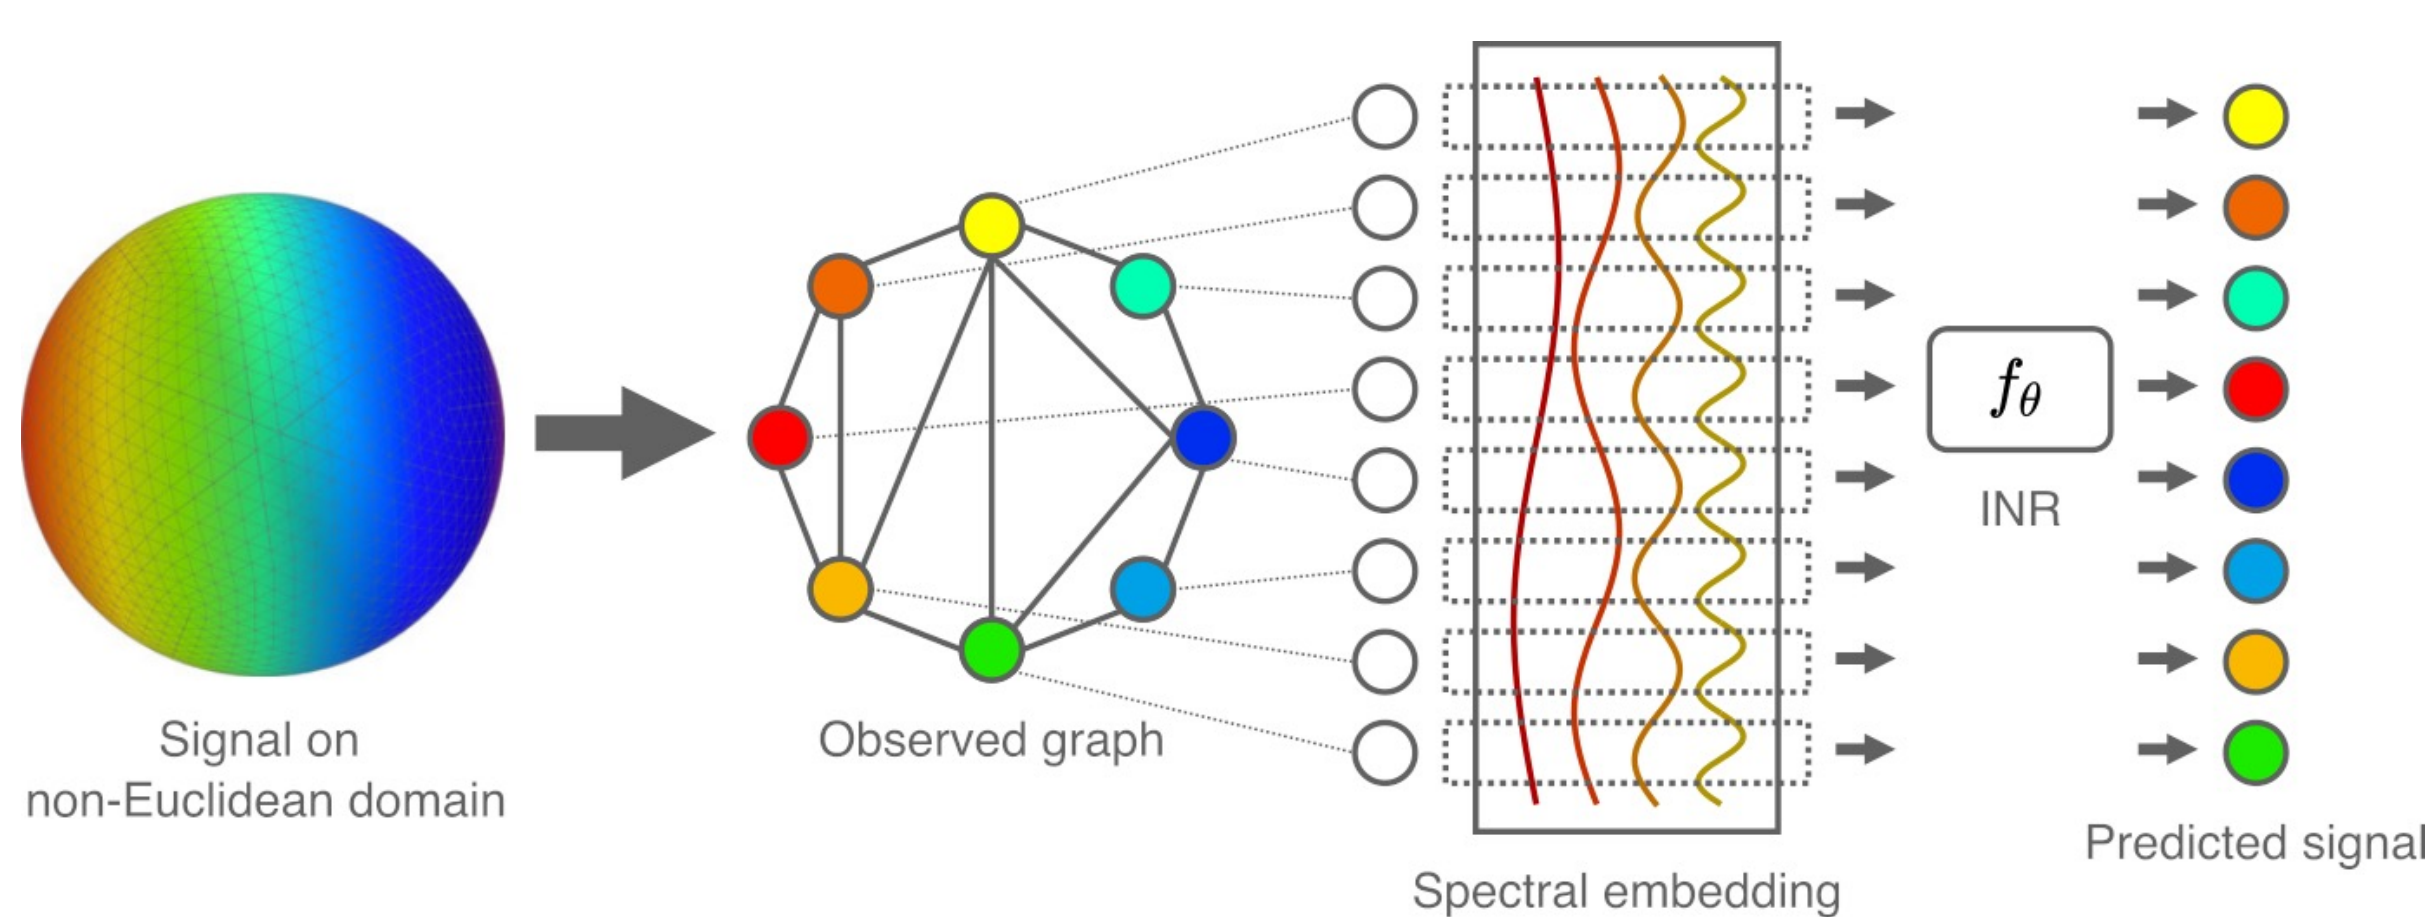 Signal on
non-Euclidean domain
Observed graph
Spectral embedding
fθ
INR
Predicted signal